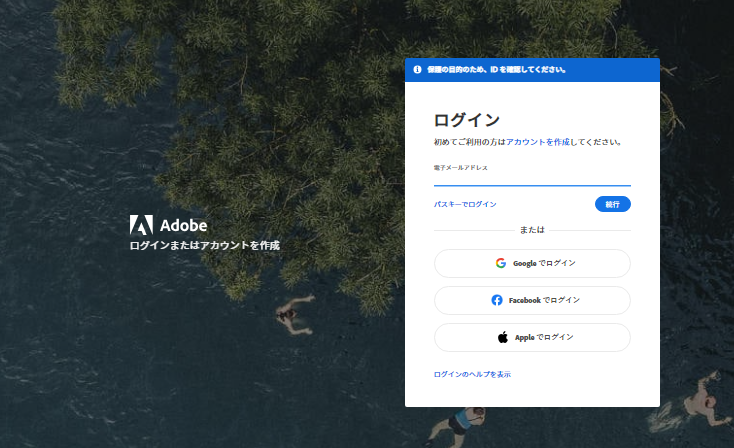 保護の目的のため、ID を確認してください。
ログイン
初めてご利用の方はアカウントを作成してください。
電子メールアドレス
パスキーでログイン
続行
または
Google でログイン
Facebook でログイン
Apple でログイン
ログインのヘルプを表示
Adobe
ログインまたはアカウントを作成